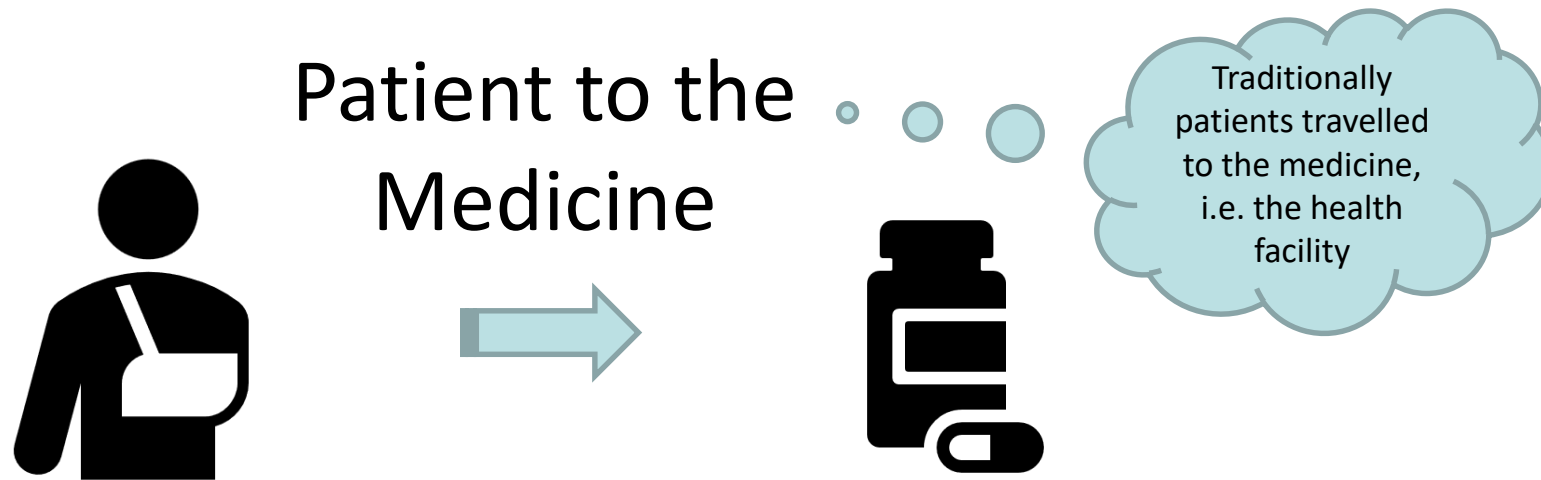 Patient to the
Medicine
Traditionally
patients travelled
to the medicine,
i.e. the health
facility